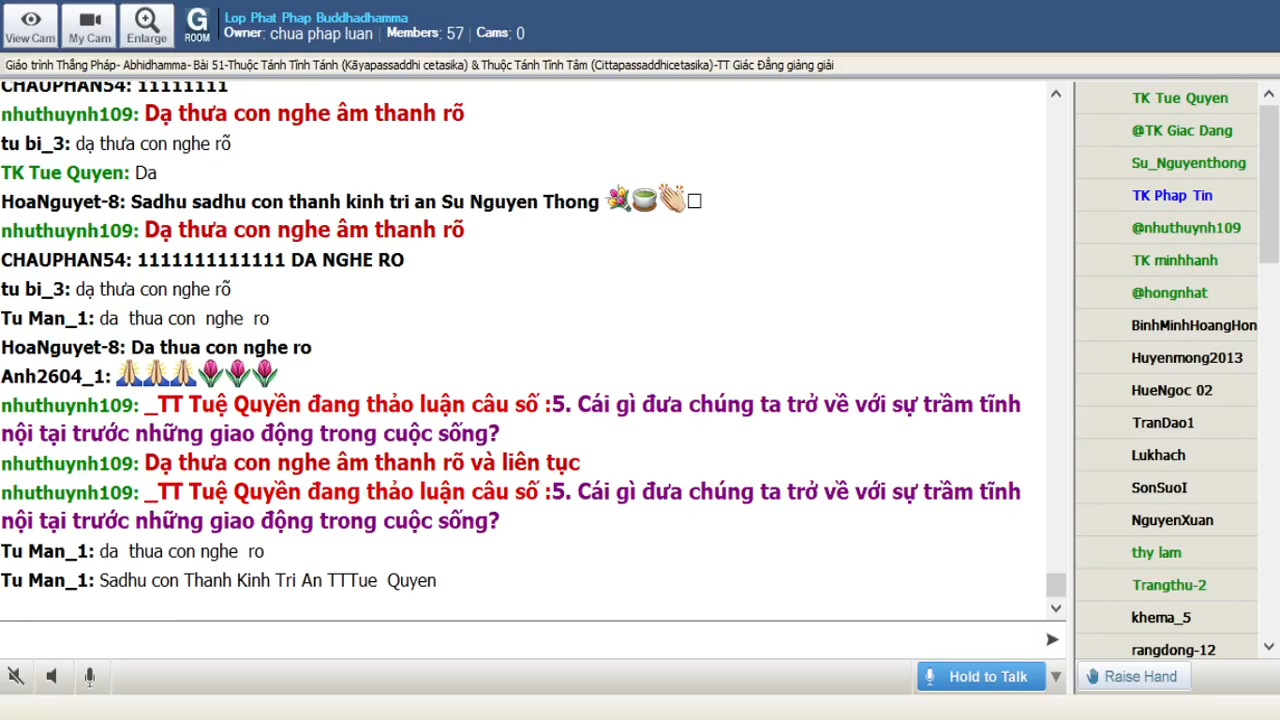 View Cam
My Cam
Enlarge
G
ROOM
Lop Phat Phap Buddhadhamma
Owner: chua phap luan | Members: 57 | Cams: 0
Giáo trình Thắng Pháp- Abhidhamma- Bài 51-Thuộc Tánh Tĩnh Tánh (Kāyapassaddhi cetasika) & Thuộc Tánh Tĩnh Tâm (Cittapassaddhicetasika)-TT Giác Đẳng giảng giải
CHAUPHAN54: 11111111
nhuthuynh109: Dạ thưa con nghe âm thanh rõ
tu bi_3: dạ thưa con nghe rõ
TK Tue Quyen: Da
HoaNguyet-8: Sadhu sadhu con thanh kinh tri an Su Nguyen Thong 💐🍵👏🏻□
nhuthuynh109: Dạ thưa con nghe âm thanh rõ
CHAUPHAN54: 1111111111111 DA NGHE RO
tu bi_3: dạ thưa con nghe rõ
Tu Man_1: da thua con nghe ro
HoaNguyet-8: Da thua con nghe ro
Anh2604_1: 🙏🙏🙏🌷🌷🌷
nhuthuynh109: _TT Tuệ Quyền đang thảo luận câu số :5. Cái gì đưa chúng ta trở về với sự trầm tĩnh
nội tại trước những giao động trong cuộc sống?
nhuthuynh109: Dạ thưa con nghe âm thanh rõ và liên tục
nhuthuynh109: _TT Tuệ Quyền đang thảo luận câu số :5. Cái gì đưa chúng ta trở về với sự trầm tĩnh
nội tại trước những giao động trong cuộc sống?
Tu Man_1: da thua con nghe ro
Tu Man_1: Sadhu con Thanh Kinh Tri An TTTue Quyen
Hold to Talk
TK Tue Quyen
@TK Giac Dang
Su_Nguyenthong
TK Phap Tin
@nhuthuynh109
TK minhhanh
@hongnhat
BinhMinhHoangHon
Huyenmong2013
HueNgoc 02
TranDao1
Lukhach
SonSuoI
NguyenXuan
thy lam
Trangthu-2
khema_5
rangdong-12
Raise Hand